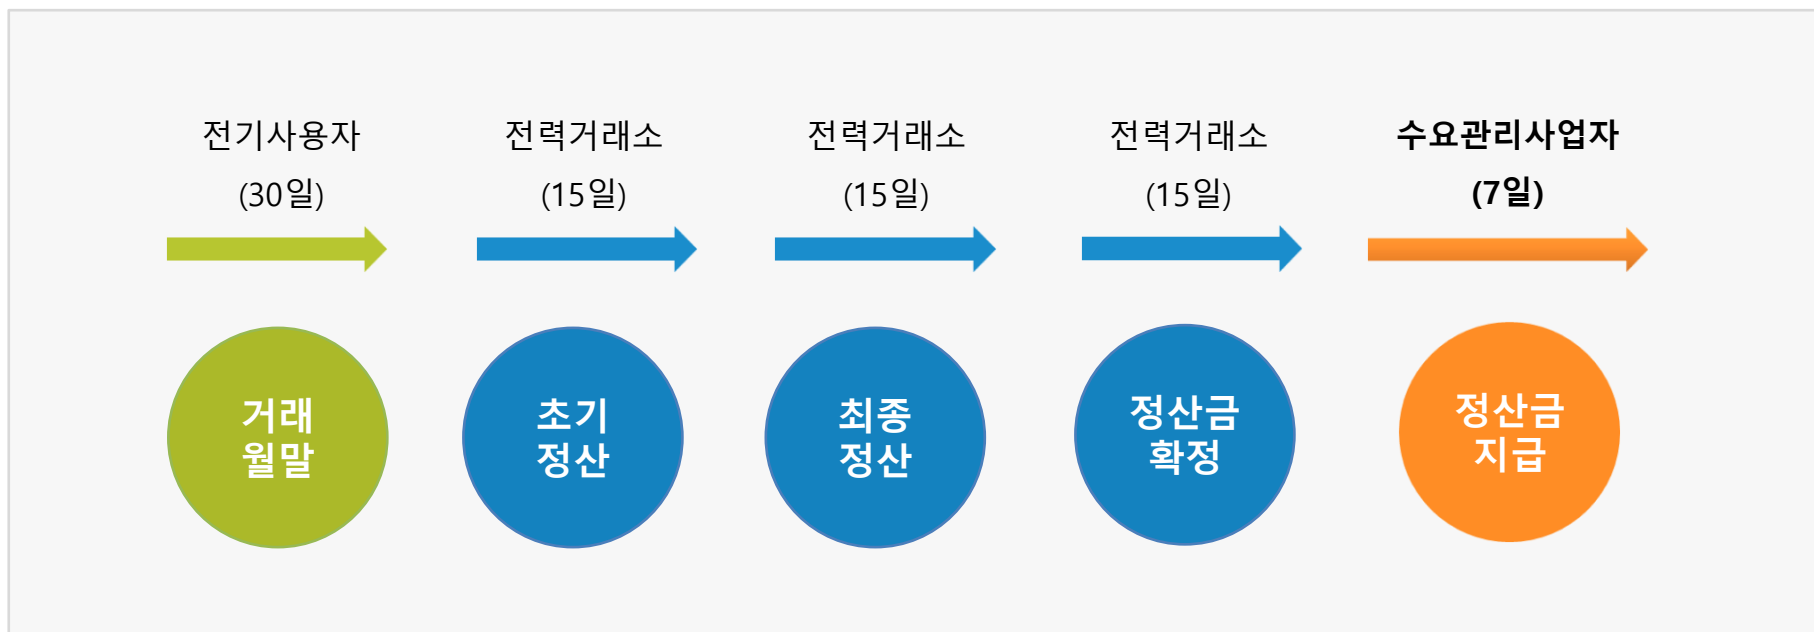 전기사용자
(30일)
전력거래소
(15일)
전력거래소
(15일)
전력거래소
(15일)
수요관리사업자
(7일)
거래
월말
초기
정산
최종
정산
정산금
확정
정산금
지급